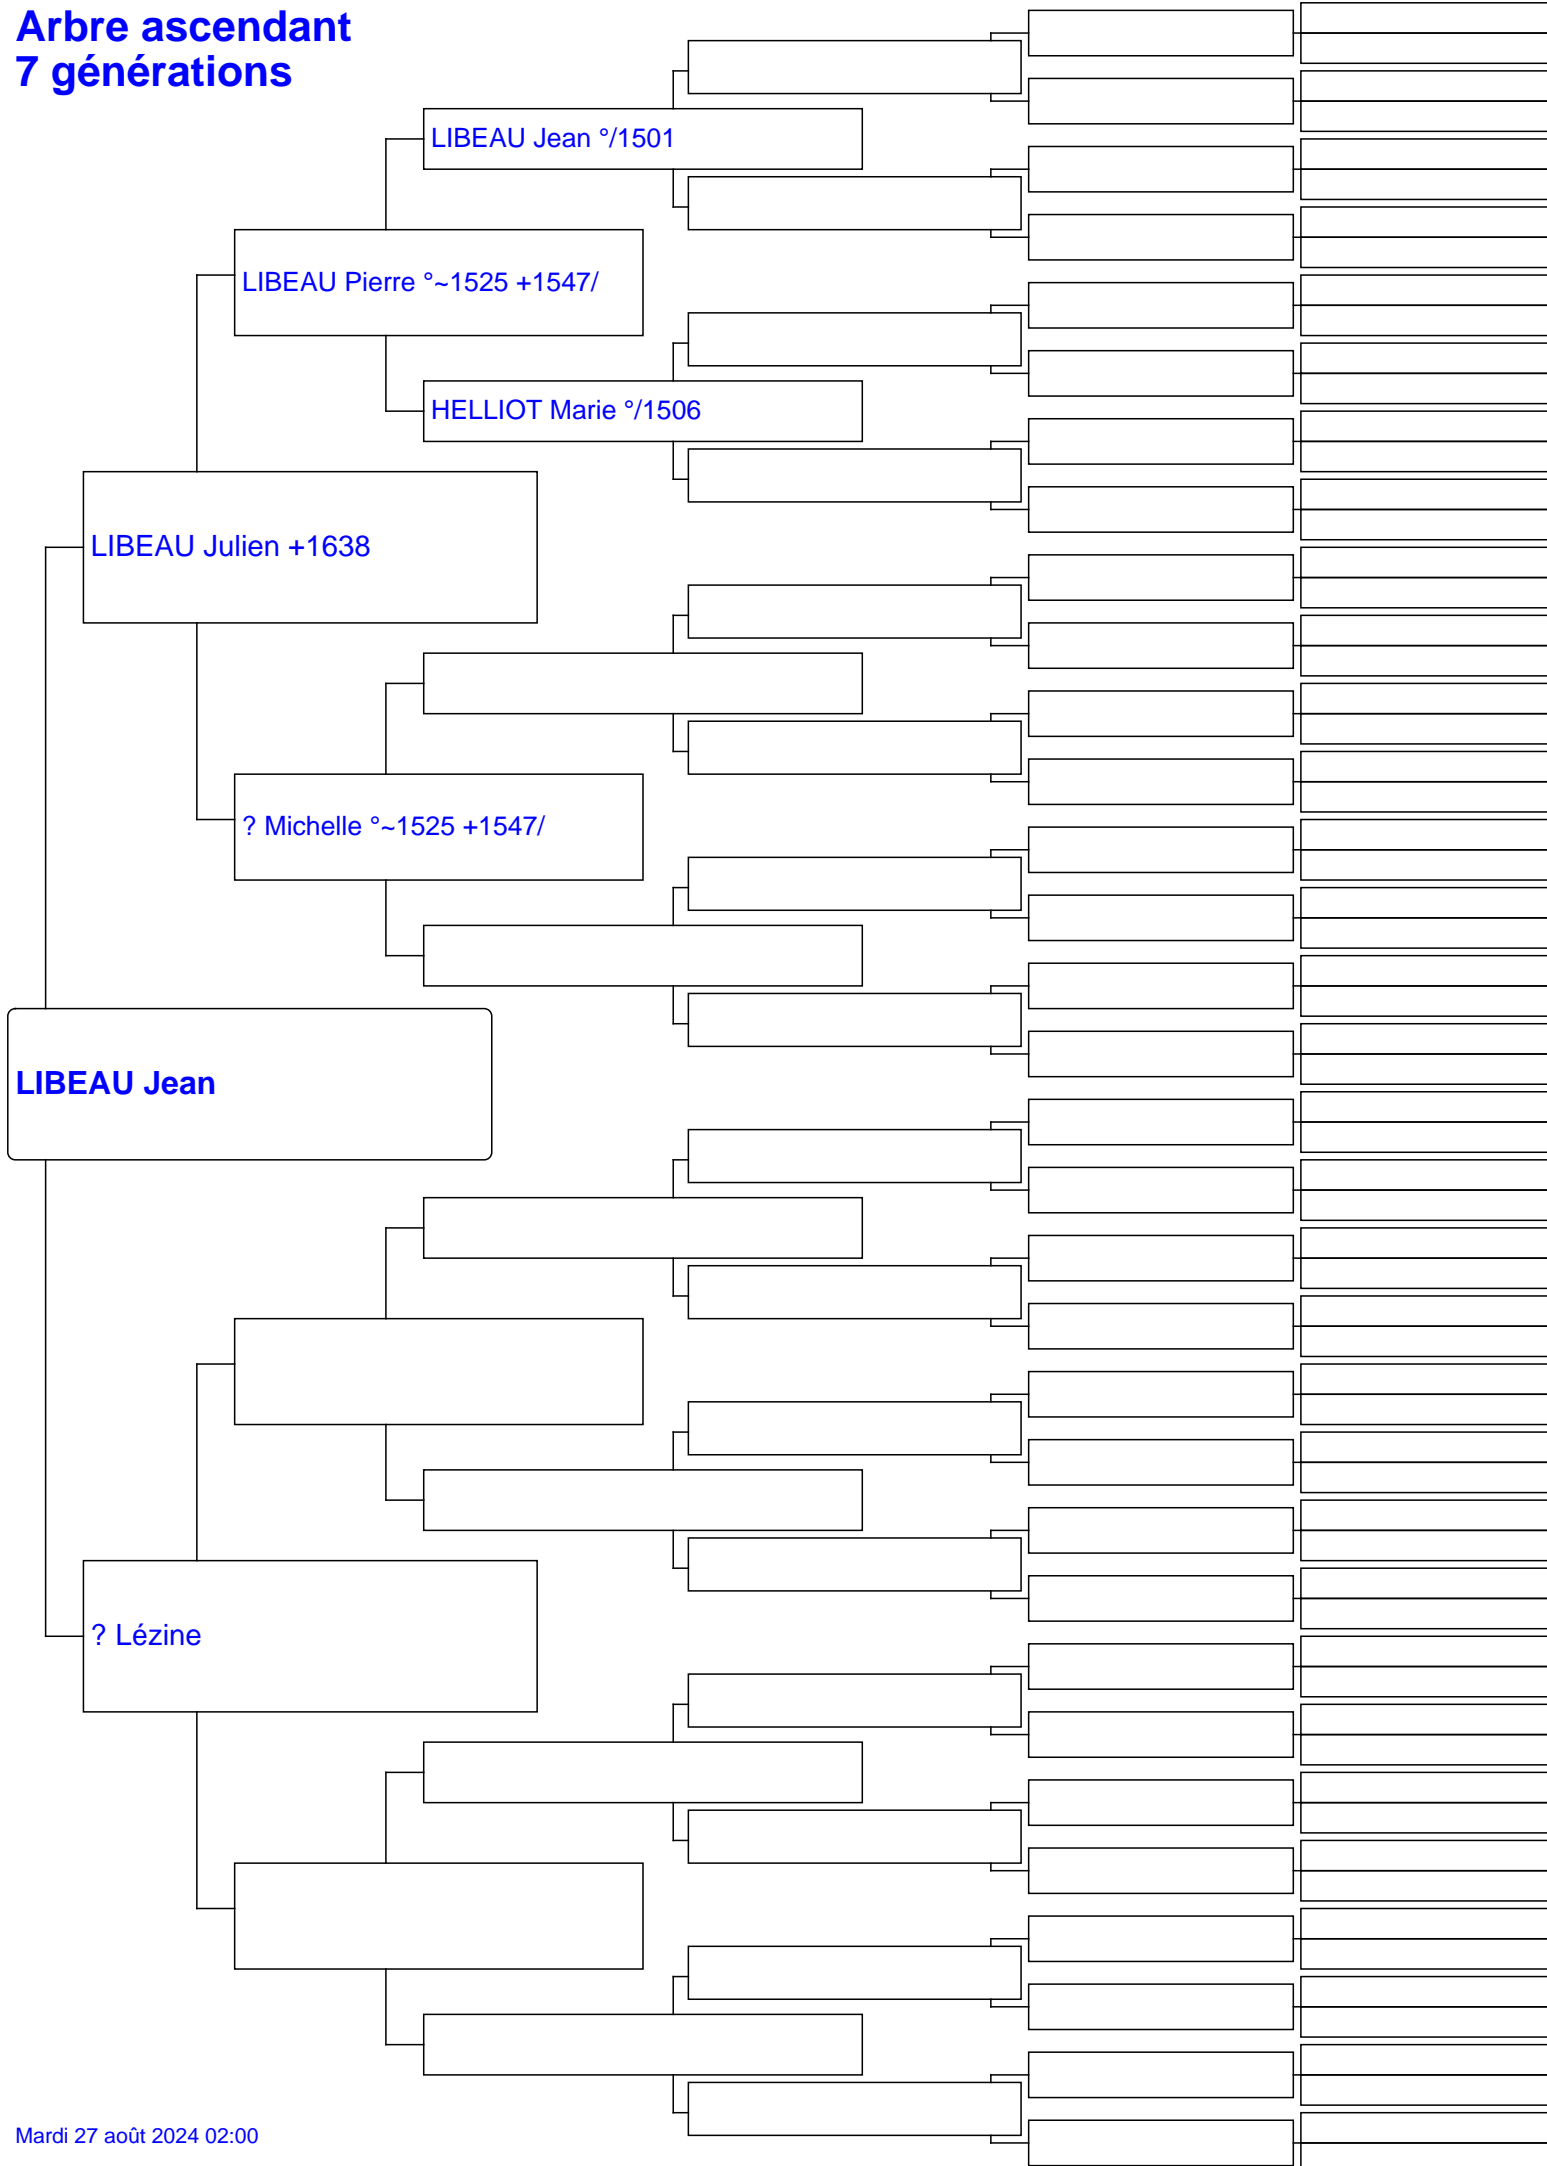 Arbre ascendant
7 générations
LIBEAU Jean °/1501
LIBEAU Pierre °~1525 +1547/
HELLIOT Marie °/1506
LIBEAU Julien +1638
? Michelle °~1525 +1547/
LIBEAU Jean
? Lézine
Mardi 27 août 2024 02:00